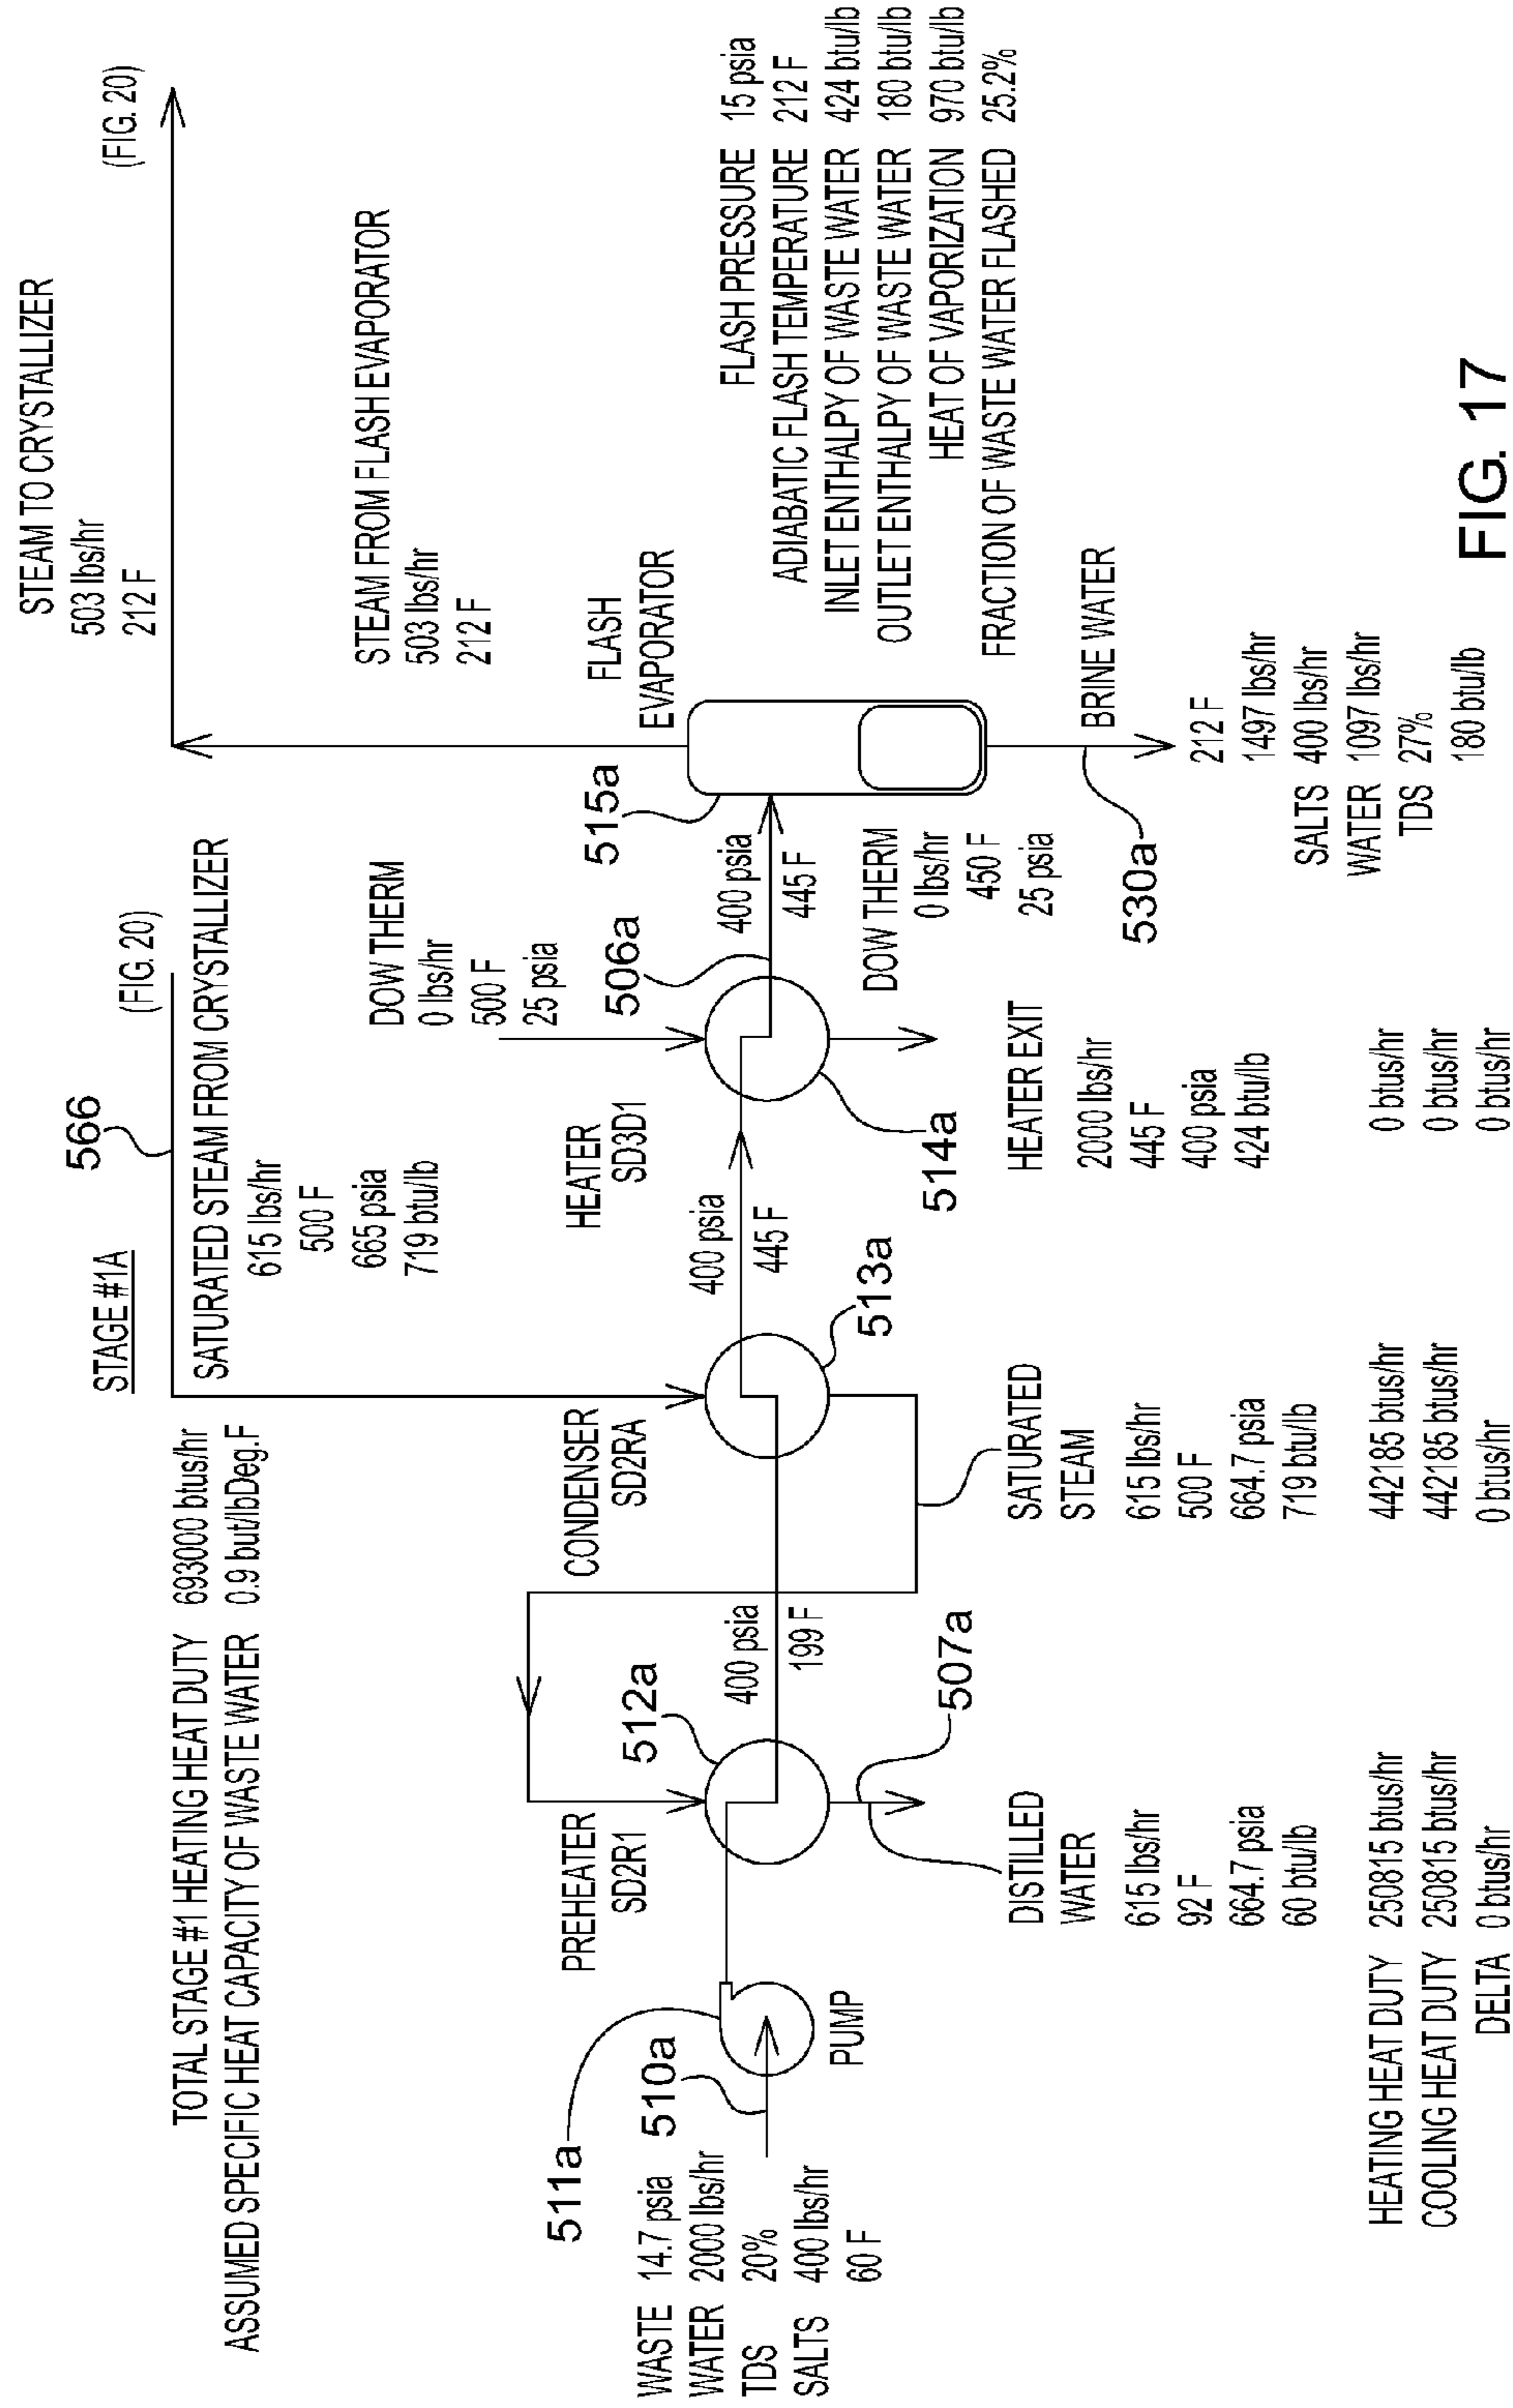 STAGE #1A
TOTAL STAGE #1 HEATING HEAT DUTY 693000 btus/hr
ASSUMED SPECIFIC HEAT CAPACITY OF WASTE WATER 0.9 but/lbDeg.F
566
(FIG. 20)
SATURATED STEAM FROM CRYSTALLIZER
615 lbs/hr
500 F
665 psia
719 btu/lb
STEAM TO CRYSTALLIZER
503 lbs/hr
212 F
(FIG. 20)
STEAM FROM FLASH EVAPORATOR
503 lbs/hr
212 F
WASTE 14.7 psia
WATER 2000 lbs/hr
TDS 20%
SALTS 400 lbs/hr
60 F
511a
510a
PUMP
PREHEATER
SD2R1
512a
400 psia
199 F
507a
CONDENSER
SD2RA
513a
400 psia
445 F
HEATER
SD3D1
514a
DOW THERM
0 lbs/hr
500 F
25 psia
506a
400 psia
445 F
DOW THERM
0 lbs/hr
450 F
25 psia
515a
FLASH
EVAPORATOR
FLASH PRESSURE 15 psia
ADIABATIC FLASH TEMPERATURE 212 F
INLET ENTHALPY OF WASTE WATER 424 btu/lb
OUTLET ENTHALPY OF WASTE WATER 180 btu/lb
HEAT OF VAPORIZATION 970 btu/lb
FRACTION OF WASTE WATER FLASHED 25.2%
BRINE WATER
530a
212 F
1497 lbs/hr
SALTS 400 lbs/hr
WATER 1097 lbs/hr
TDS 27%
180 btu/lb
DISTILLED
WATER
615 lbs/hr
92 F
664.7 psia
60 btu/lb
SATURATED
STEAM
615 lbs/hr
500 F
664.7 psia
719 btu/lb
HEATER EXIT
2000 lbs/hr
445 F
400 psia
424 btu/lb
HEATING HEAT DUTY 250815 btus/hr 442185 btus/hr 0 btus/hr
COOLING HEAT DUTY 250815 btus/hr 442185 btus/hr 0 btus/hr
DELTA 0 btus/hr 0 btus/hr 0 btus/hr
FIG. 17